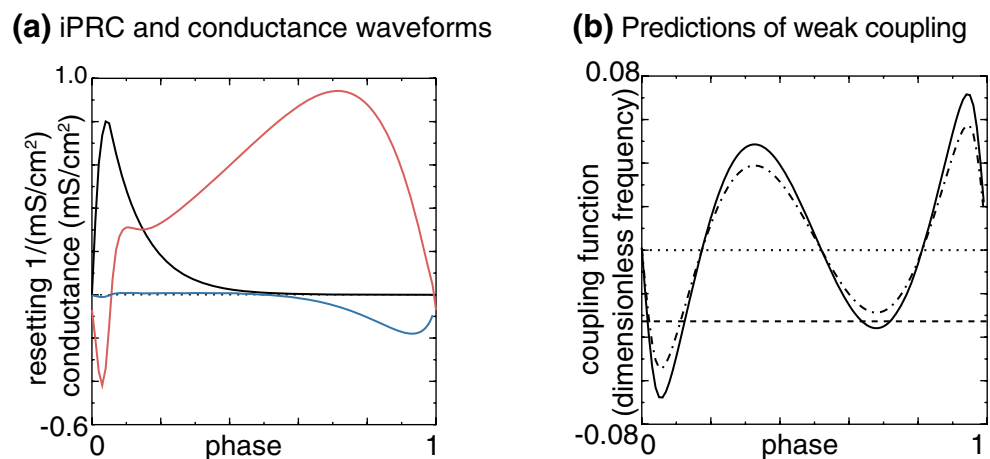 (a) iPRC and conductance waveforms
1.0
resetting 1/(mS/cm²)
conductance (mS/cm²)
-0.6
0
phase
1
(b) Predictions of weak coupling
0.08
coupling function
(dimensionless frequency)
-0.08
0
phase
1